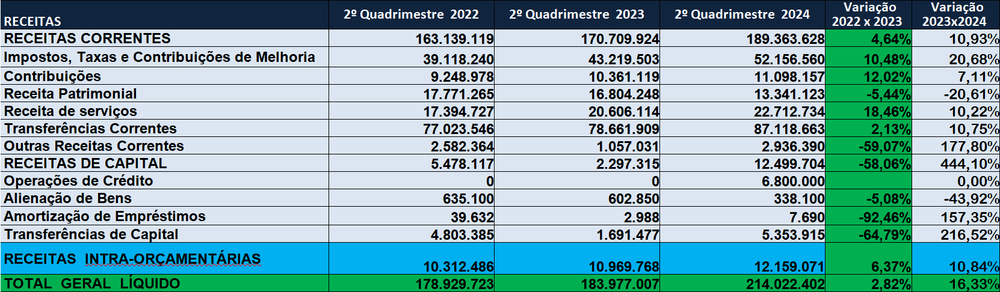 RECEITAS 2º Quadrimestre 2022 2º Quadrimestre 2023 2º Quadrimestre 2024 Variação 2022 x 2023 Variação 2023x2024
RECEITAS CORRENTES 163.139.119 170.709.924 189.363.628 4,64% 10,93%
Impostos, Taxas e Contribuições de Melhoria 39.118.240 43.219.503 52.156.560 10,48% 20,68%
Contribuições 9.248.978 10.361.119 11.098.157 12,02% 7,11%
Receita Patrimonial 17.771.265 16.804.248 13.341.123 -5,44% -20,61%
Receita de serviços 17.394.727 20.606.114 22.712.734 18,46% 10,22%
Transferências Correntes 77.023.546 78.661.909 87.118.663 2,13% 10,75%
Outras Receitas Correntes 2.582.364 1.057.031 2.936.390 -59,07% 177,80%
RECEITAS DE CAPITAL 5.478.117 2.297.315 12.499.704 -58,06% 444,10%
Operações de Crédito 0 0 6.800.000 0,00%
Alienação de Bens 635.100 602.850 338.100 -5,08% -43,92%
Amortização de Empréstimos 39.632 2.988 7.690 -92,46% 157,35%
Transferências de Capital 4.803.385 1.691.477 5.353.915 -64,79% 216,52%
RECEITAS INTRA-ORÇAMENTÁRIAS 10.312.486 10.969.768 12.159.071 6,37% 10,84%
TOTAL GERAL LÍQUIDO 178.929.723 183.977.007 214.022.402 2,82% 16,33%